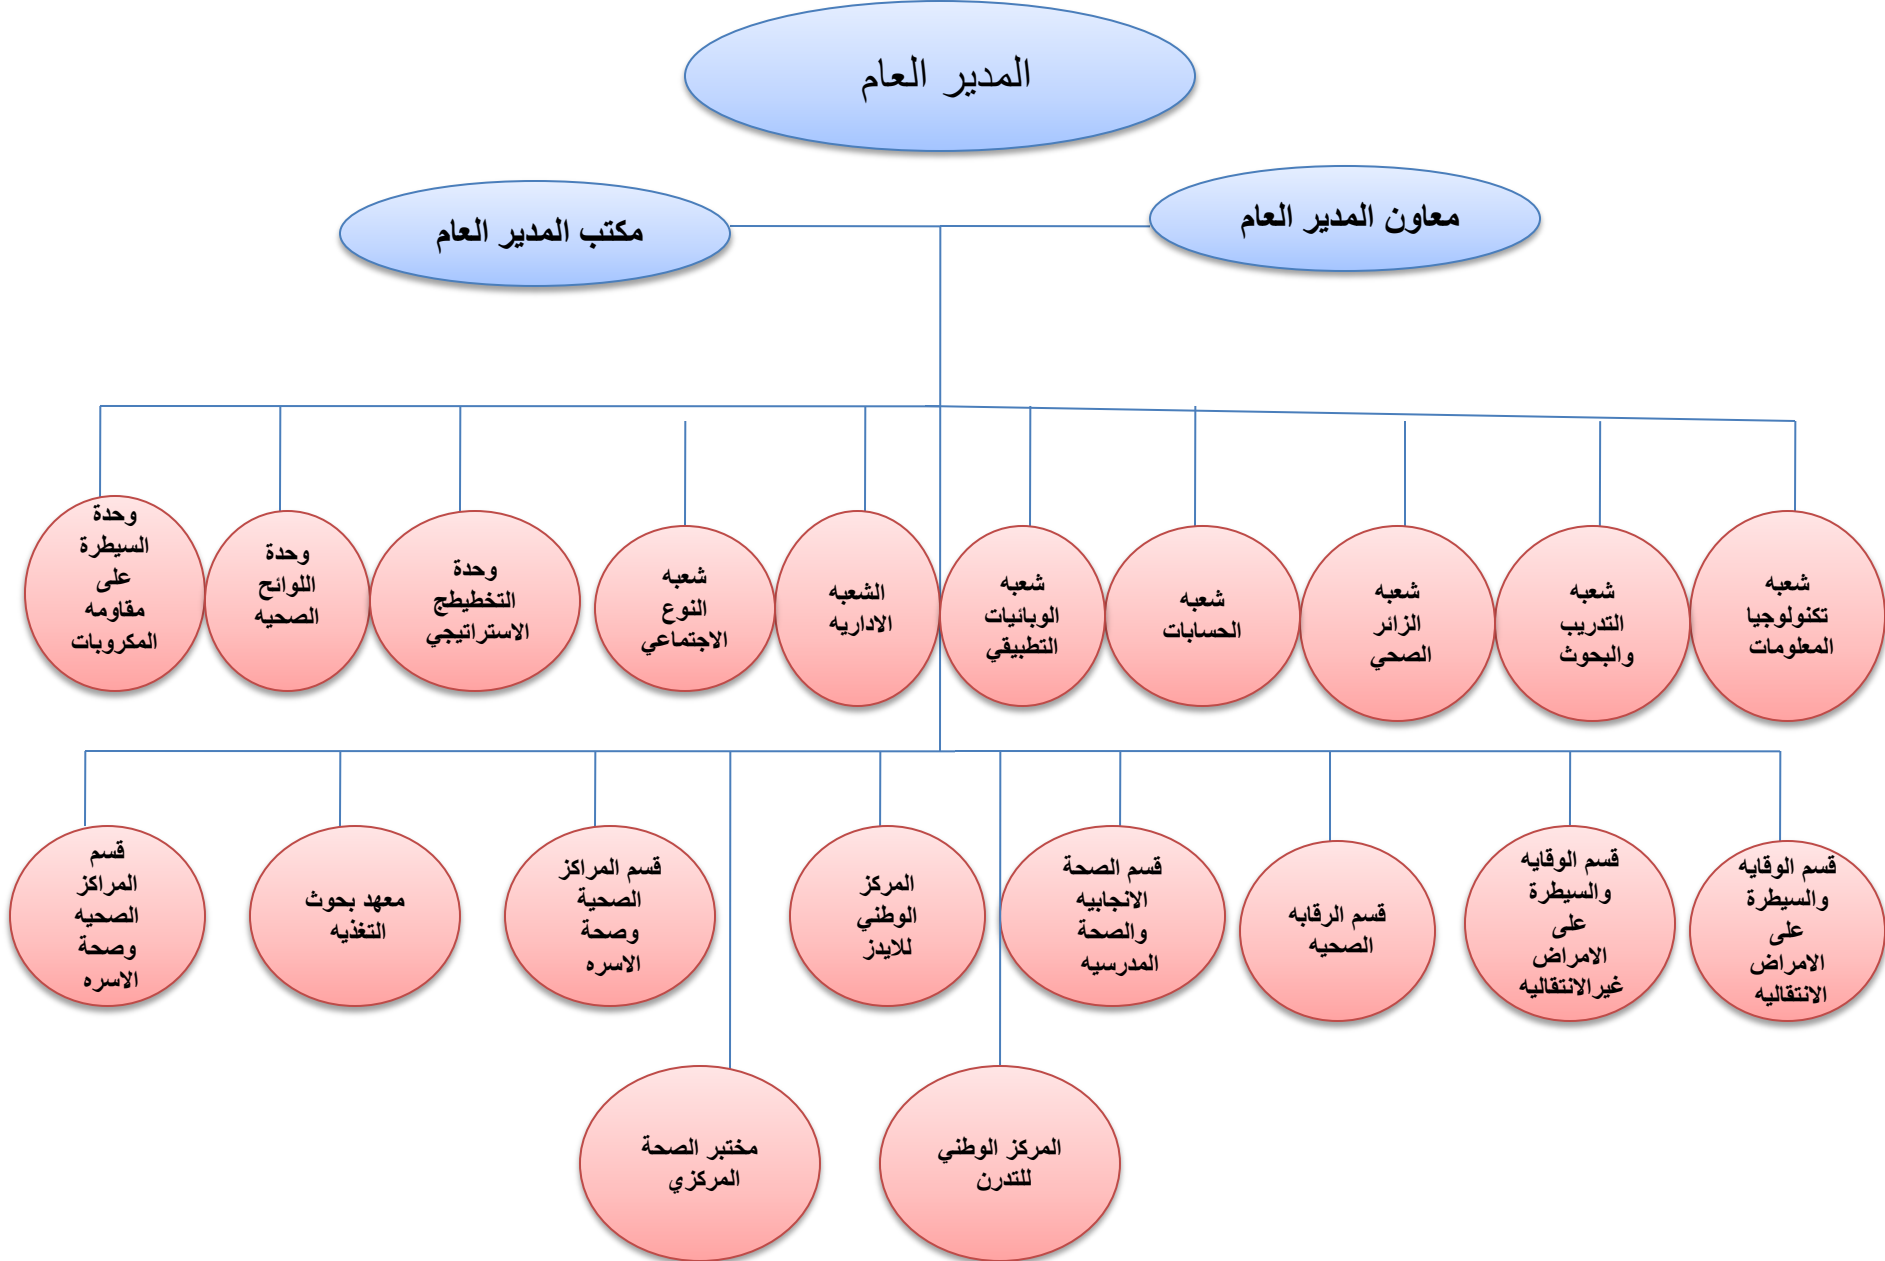 المدير العام
معاون المدير العام
مكتب المدير العام
شعبه
تكنولوجيا
المعلومات
شعبه
التدريب
والبحوث
شعبه
الزائر
الصحي
شعبه
الحسابات
شعبه
الوبائيات
التطبيقي
الشعبه
الاداريه
شعبه
النوع
الاجتماعي
وحدة
التخطيطج
الاستراتيجي
وحدة
اللوائح
الصحيه
وحدة
السيطرة
على
مقاومه
المكروبات
قسم الوقايه
والسيطرة
على
الامراض
الانتقاليه
قسم الوقايه
والسيطرة
على
الامراض
غيرالانتقاليه
قسم الرقابه
الصحيه
قسم الصحة
الانجابيه
والصحة
المدرسيه
المركز
الوطني
للايدز
قسم المراكز
الصحية
وصحة
الاسره
معهد بحوث
التغذيه
قسم
المراكز
الصحيه
وصحة
الاسره
المركز الوطني
للتدرن
مختبر الصحة
المركزي